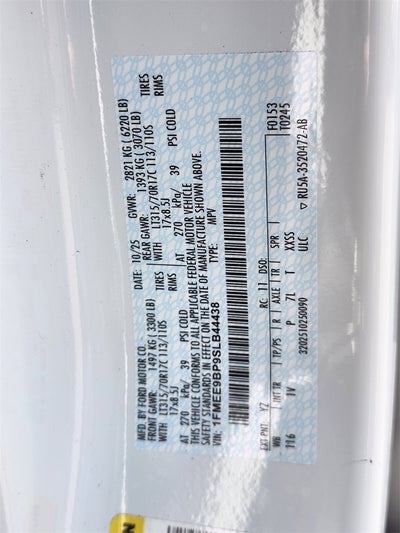 MFD. BY FORD MOTOR CO.
DATE: 10/25 GVWR: 2821 KG ( 6220 LB)
FRONT GAWR: 1497 KG ( 3300 LB) REAR GAWR: 1393 KG ( 3070 LB)
WITH LT315/70R17C 113/110S TIRES WITH LT315/70R17C 113/110S TIRES
17x8.5J RIMS 17x8.5J RIMS
AT 270 kPa/ 39 PSI COLD AT 270 kPa/ 39 PSI COLD
THIS VEHICLE CONFORMS TO ALL APPLICABLE FEDERAL MOTOR VEHICLE
SAFETY STANDARDS IN EFFECT ON THE DATE OF MANUFACTURE SHOWN ABOVE.
1FMEE9BP9SLB44438 TYPE: MPV
F0153
T0245
EXT PNT: YZ RC: 11 DSO:
WB INT TR TP/PS R AXLE TR SPR
116 1V P 7L T XXSS
3202510250090 ULC ▽ RU5A-3520472-AB